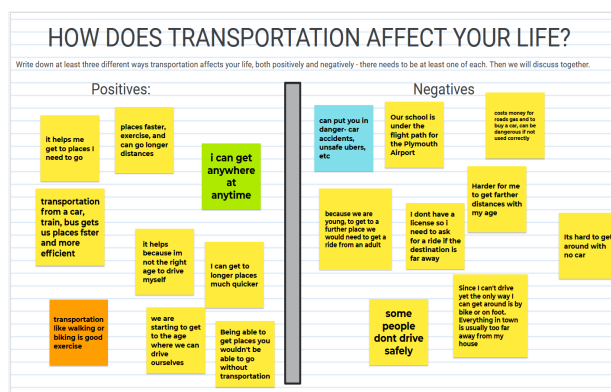 HOW DOES TRANSPORTATION AFFECT YOUR LIFE?
Write down at least three different ways transportation affects your life, both positively and negatively - there needs to be at least one of each. Then we will discuss together.
Positives:
it helps me
get to places i
need to go
places faster,
exercise, and
can go longer
distances
i can get
anywhere
at
anytime
transportation
from a car,
train, bus gets
us places fster
and more
efficient
it helps
because im
not the right
age to drive
myself
I can get to
longer places
much quicker
transportation
like walking or
biking is good
exercise
we are
starting to get
to the age
where we can
drive
ourselves
Being able to
get places you
wouldn't be
able to go
without
transportation
Negatives
can put you in
danger- car
accidents,
unsafe ubers,
etc
Our school is
under the
flight path for
the Plymouth
Airport
costs money for
roads gas and to
buy a car, can be
dangerous if not
used correctly
because we are
young, to get to a
further place we
would need to get a
ride from an adult
I dont have a
license so i
need to ask
for a ride if the
destination is
far away
Harder for me
to get farther
distances with
my age
Its hard to get
around with
no car
some
people
dont drive
safely
Since I can't drive
yet the only way I
can get around is by
bike or on foot.
Everything in town
is usually too far
away from my
house